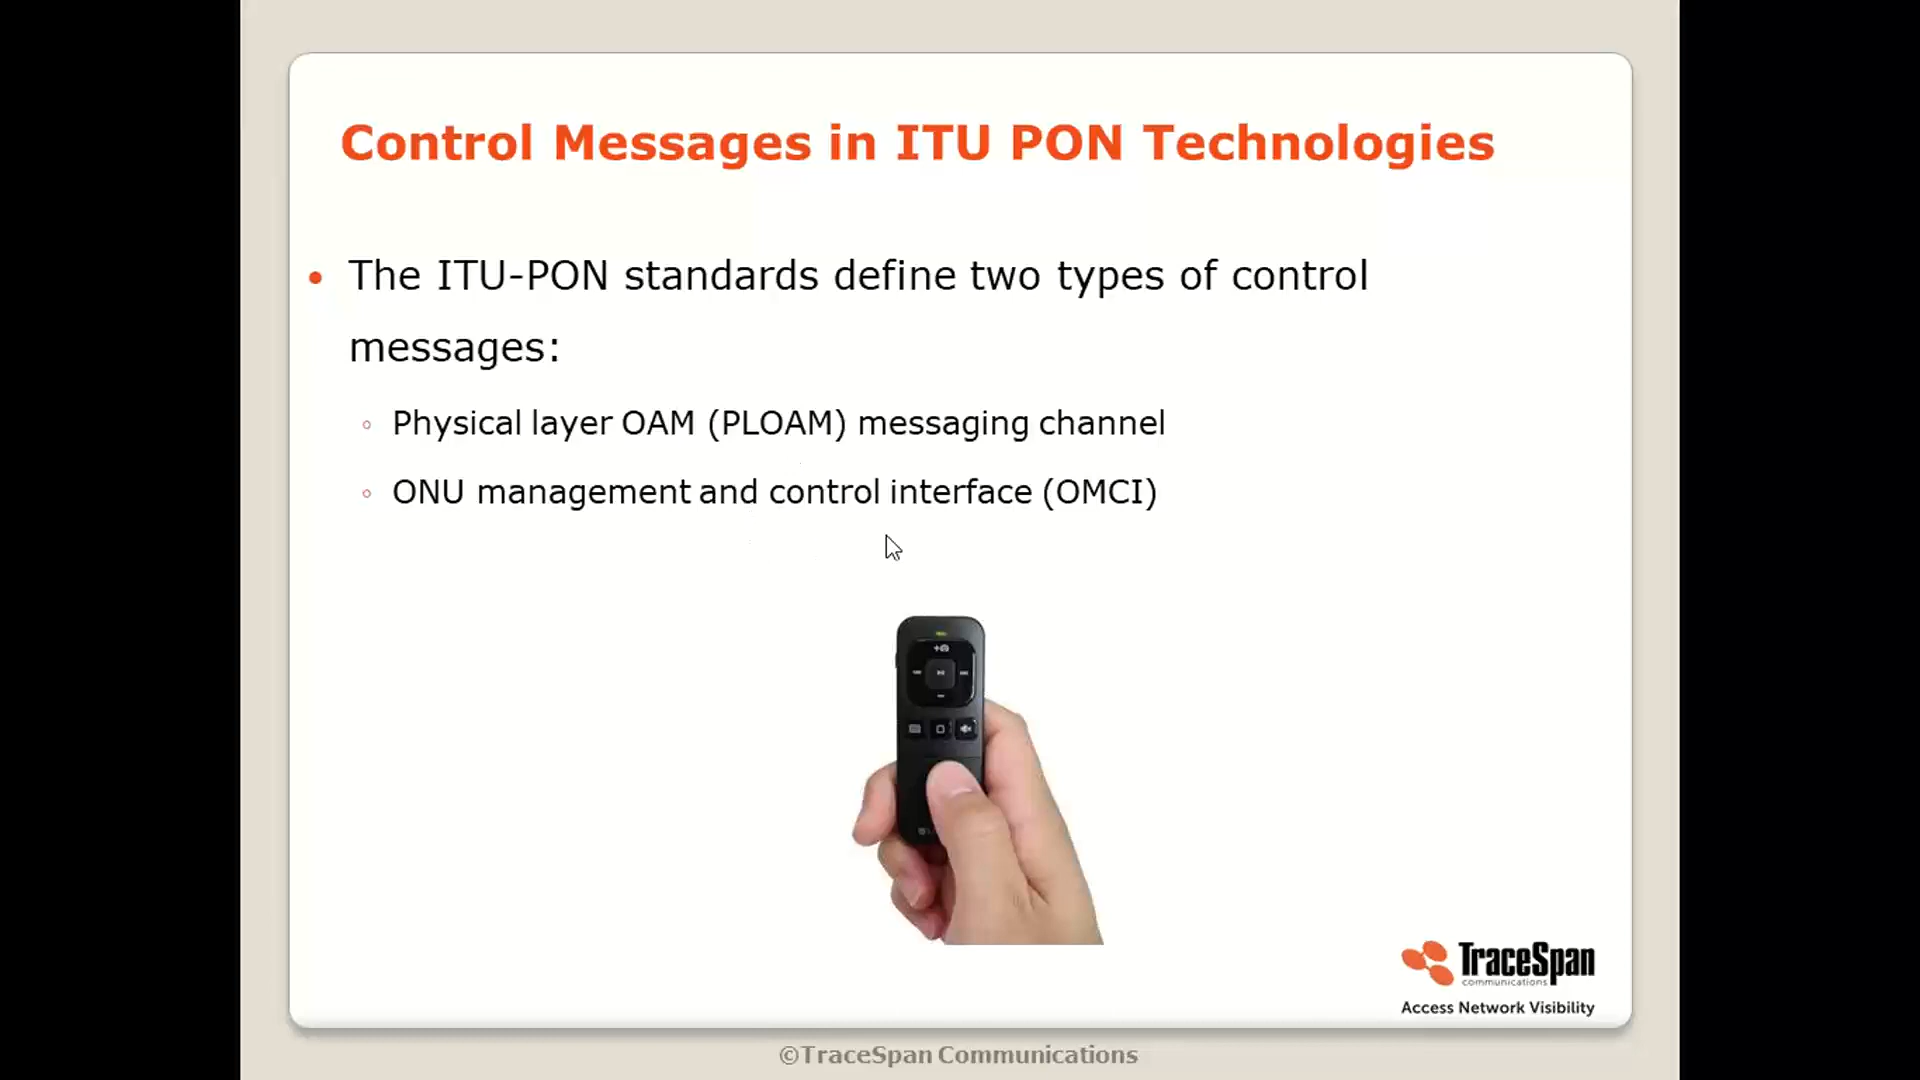 Control Messages in ITU PON Technologies
• The ITU-PON standards define two types of control
messages:
◦ Physical layer OAM (PLOAM) messaging channel
◦ ONU management and control interface (OMCI)
TraceSpan
communications
Access Network Visibility
©TraceSpan Communications